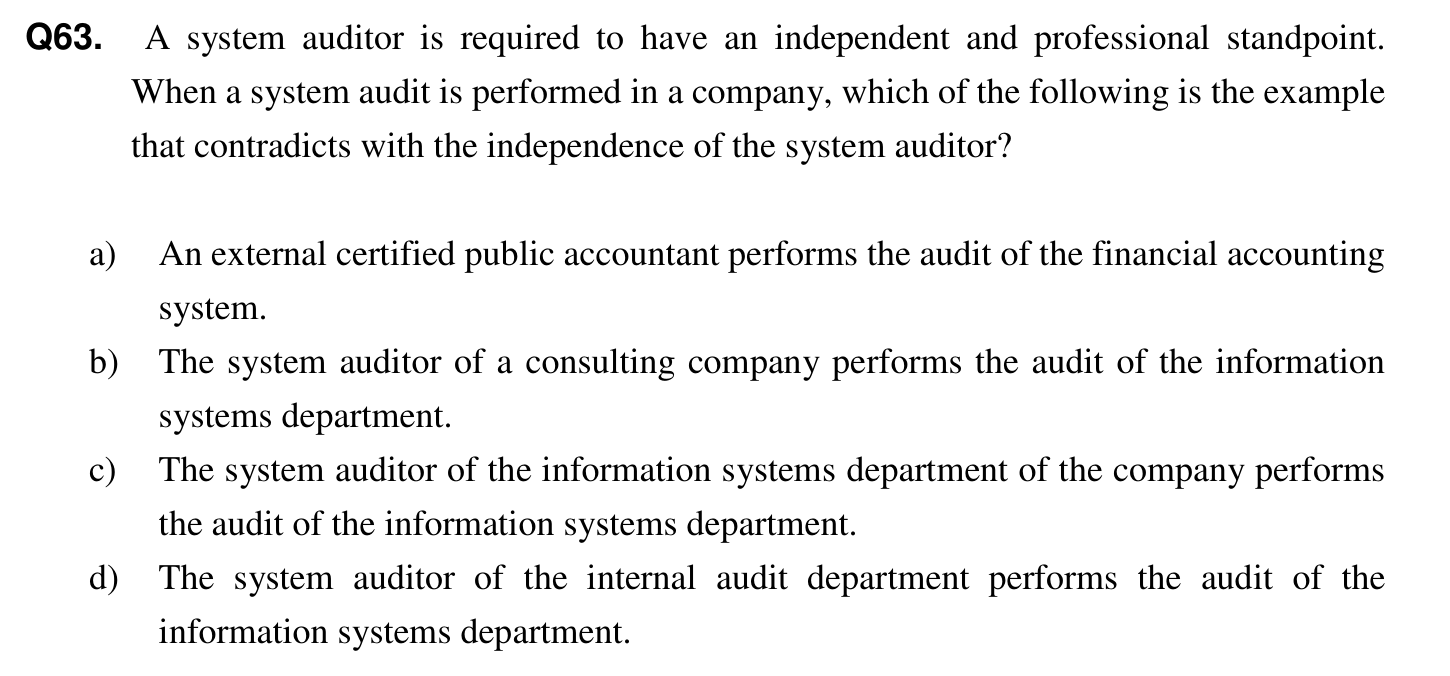 Q63. A system auditor is required to have an independent and professional standpoint.
When a system audit is performed in a company, which of the following is the example
that contradicts with the independence of the system auditor?
a) An external certified public accountant performs the audit of the financial accounting
system.
b) The system auditor of a consulting company performs the audit of the information
systems department.
c) The system auditor of the information systems department of the company performs
the audit of the information systems department.
d) The system auditor of the internal audit department performs the audit of the
information systems department.